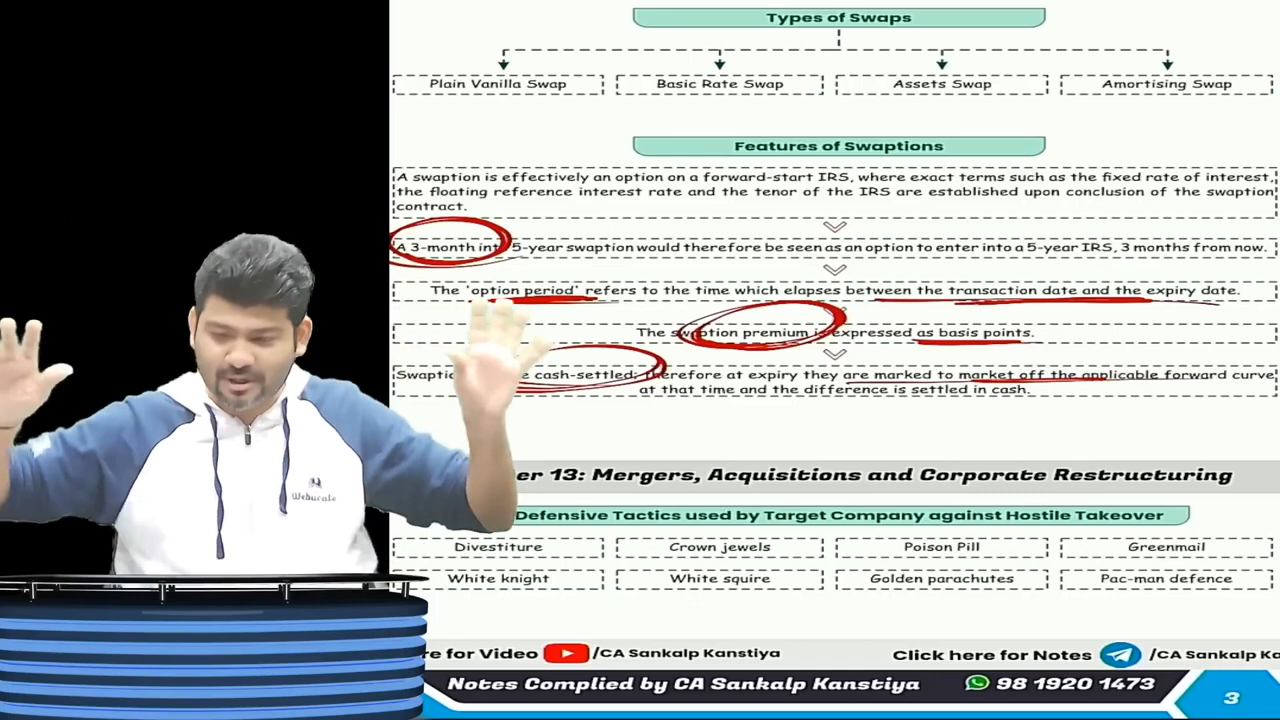 Types of Swaps
Plain Vanilla Swap
Basic Rate Swap
Assets Swap
Amortising Swap
Features of Swaptions
A swaption is effectively an option on a forward-start IRS, where exact terms such as the fixed rate of interest,
the floating reference interest rate and the tenor of the IRS are established upon conclusion of the swaption
contract.
A 3-month into 5-year swaption would therefore be seen as an option to enter into a 5-year IRS, 3 months from now.
The 'option period' refers to the time which elapses between the transaction date and the expiry date.
The swaption premium is expressed as basis points.
cash-settled; therefore at expiry they are marked to market off the applicable forward curve
at that time and the difference is settled in cash.
13: Mergers, Acquisitions and Corporate Restructuring
Defensive Tactics used by Target Company against Hostile Takeover
Divestiture
Crown jewels
Poison Pill
Greenmail
White knight
White squire
Golden parachutes
Pac-man defence
Webucate
for Video /CA Sankalp Kanstiya
Click here for Notes /CA Sankalp Ka
Notes Complied by CA Sankalp Kanstiya
98 1920 1473
3